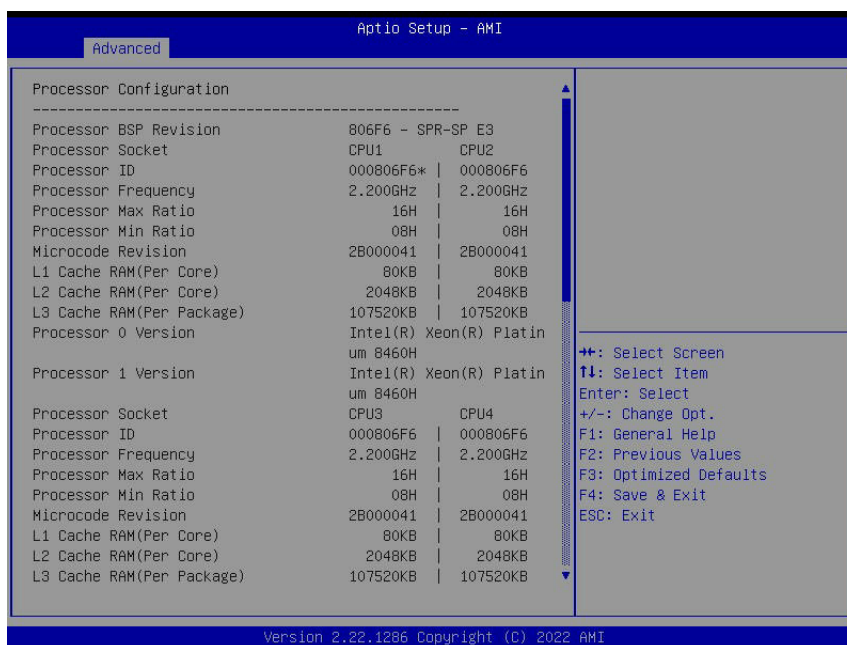 Aptio Setup - AMI
Advanced
Processor Configuration
--------------------------------------------------
Processor BSP Revision 806F6 - SPR-SP E3
Processor Socket CPU1 CPU2
Processor ID 000806F6* | 000806F6
Processor Frequency 2.200GHz | 2.200GHz
Processor Max Ratio 16H | 16H
Processor Min Ratio 08H | 08H
Microcode Revision 2B000041 | 2B000041
L1 Cache RAM(Per Core) 80KB | 80KB
L2 Cache RAM(Per Core) 2048KB | 2048KB
L3 Cache RAM(Per Package) 107520KB | 107520KB
Processor 0 Version Intel(R) Xeon(R) Platin
um 8460H
Processor 1 Version Intel(R) Xeon(R) Platin
um 8460H
Processor Socket CPU3 CPU4
Processor ID 000806F6 | 000806F6
Processor Frequency 2.200GHz | 2.200GHz
Processor Max Ratio 16H | 16H
Processor Min Ratio 08H | 08H
Microcode Revision 2B000041 | 2B000041
L1 Cache RAM(Per Core) 80KB | 80KB
L2 Cache RAM(Per Core) 2048KB | 2048KB
L3 Cache RAM(Per Package) 107520KB | 107520KB
→←: Select Screen
↑↓: Select Item
Enter: Select
+/-: Change Opt.
F1: General Help
F2: Previous Values
F3: Optimized Defaults
F4: Save & Exit
ESC: Exit
Version 2.22.1286 Copyright (C) 2022 AMI